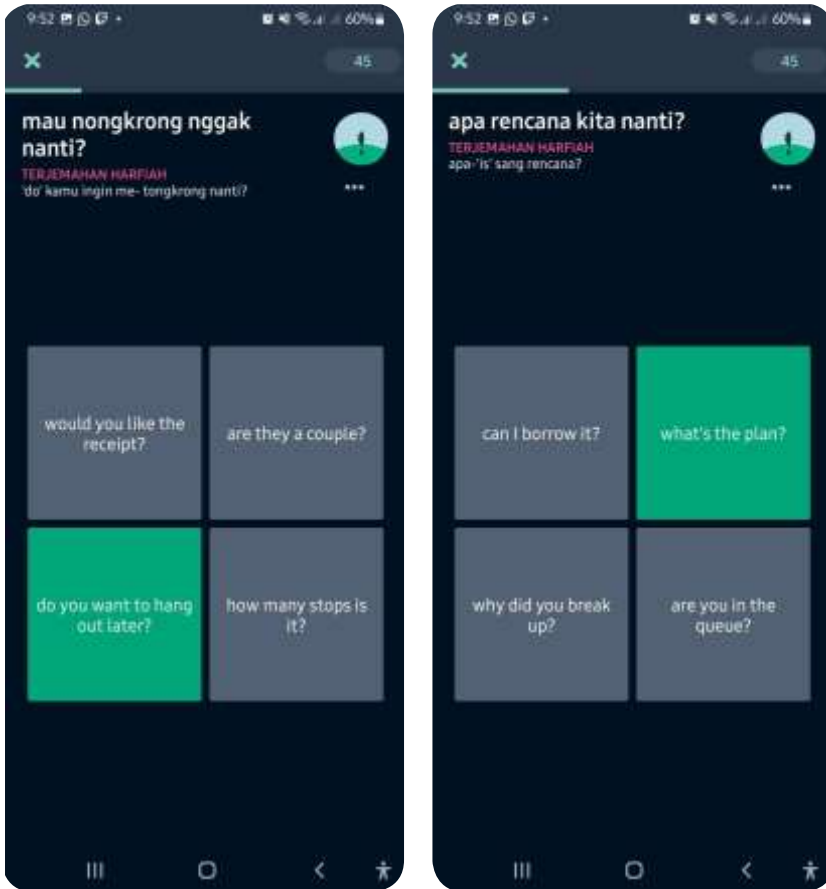 9:52
60%
45
mau nongkrong nggak
nanti?
TERJEMAHAN HARFIAH
'do' kamu ingin me- tongkrong nanti?
would you like the
receipt?
are they a couple?
do you want to hang
out later?
how many stops is
it?
9:52
60%
45
apa rencana kita nanti?
TERJEMAHAN HARFIAH
apa-'is' sang rencana?
can I borrow it?
what's the plan?
why did you break
up?
are you in the
queue?